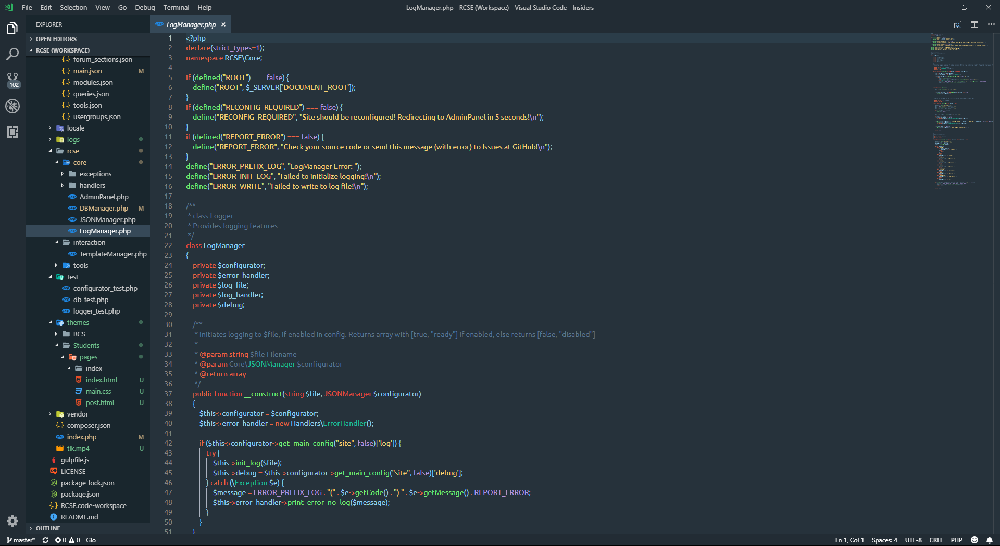 File Edit Selection View Go Debug Terminal Help
LogManager.php - RCSE (Workspace) - Visual Studio Code - Insiders
EXPLORER
OPEN EDITORS
RCSE (WORKSPACE)
{..} forum_sections.json
{..} main.json M
{..} modules.json
{..} queries.json
{..} tools.json
{..} usergroups.json
locale
logs
rcse
core
exceptions
handlers
AdminPanel.php
DBManager.php M
JSONManager.php
LogManager.php
interaction
TemplateManager.php
tools
test
configurator_test.php
db_test.php
logger_test.php
themes
RCS
Students
pages
index
index.html U
main.css U
post.html U
vendor
{..} composer.json
index.php M
tlk.mp4 U
gulpfile.js
LICENSE
package-lock.json
package.json
{..} RCSE.code-workspace
README.md
OUTLINE
102
LogManager.php ×
1 <?php
2 declare(strict_types=1);
3 namespace RCSE\Core;
4
5 if (defined("ROOT") === false) {
6 define("ROOT", $_SERVER['DOCUMENT_ROOT']);
7 }
8 if (defined("RECONFIG_REQUIRED") === false) {
9 define("RECONFIG_REQUIRED", "Site should be reconfigured! Redirecting to AdminPanel in 5 seconds!\n");
10 }
11 if (defined("REPORT_ERROR") === false) {
12 define("REPORT_ERROR", "Check your source code or send this message (with error) to Issues at GitHub!\n");
13 }
14 define("ERROR_PREFIX_LOG", "LogManager Error: ");
15 define("ERROR_INIT_LOG", "Failed to initialize logging!\n");
16 define("ERROR_WRITE", "Failed to write to log file!\n");
17
18 /**
19 * class Logger
20 * Provides logging features
21 */
22 class LogManager
23 {
24 private $configurator;
25 private $error_handler;
26 private $log_file;
27 private $log_handler;
28 private $debug;
29
30 /**
31 * Initiates logging to $file, if enabled in config. Returns array with [true, "ready"] if enabled, else returns [false, "disabled"]
32 *
33 * @param string $file Filename
34 * @param Core\JSONManager $configurator
35 * @return array
36 */
37 public function __construct(string $file, JSONManager $configurator)
38 {
39 $this->configurator = $configurator;
40 $this->error_handler = new Handlers\ErrorHandler();
41
42 if ($this->configurator->get_main_config("site", false)['log']) {
43 try {
44 $this->init_log($file);
45 $this->debug = $this->configurator->get_main_config("site", false)['debug'];
46 } catch (\Exception $e) {
47 $message = ERROR_PREFIX_LOG . "(" . $e->getCode() . ") " . $e->getMessage() . REPORT_ERROR;
48 $this->error_handler->print_error_no_log($message);
49 }
50 }
51 }
master* 0 0 Glo
Ln 1, Col 1 Spaces: 4 UTF-8 CRLF PHP